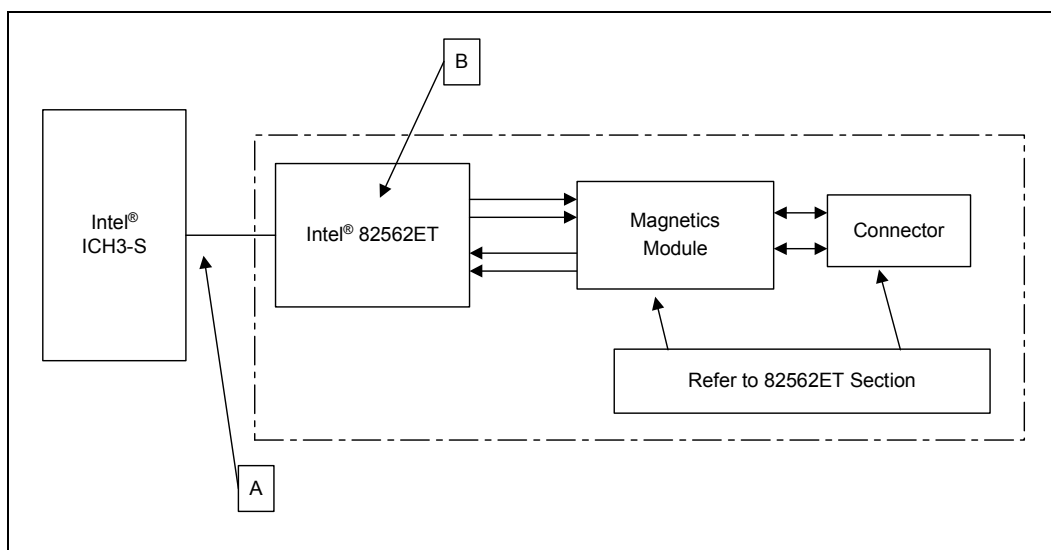 B
Intel®
ICH3-S
Intel® 82562ET
Magnetics
Module
Connector
Refer to 82562ET Section
A